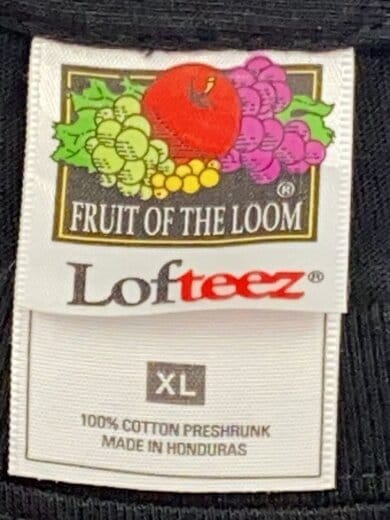 ®
FRUIT OF THE LOOM
Lofteez®
XL
100% COTTON PRESHRUNK
MADE IN HONDURAS